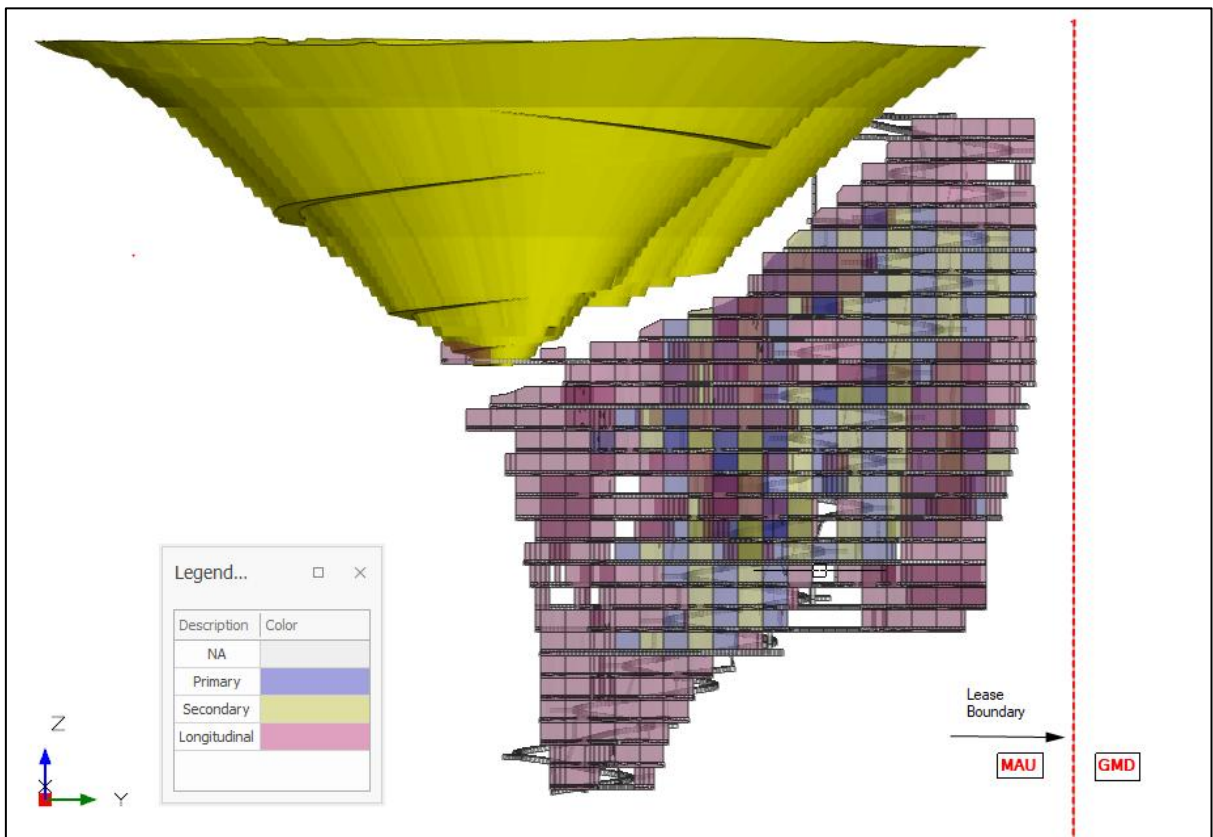 Legend...
Description Color
NA
Primary
Secondary
Longitudinal
Z
X
Y
Lease
Boundary
MAU
GMD